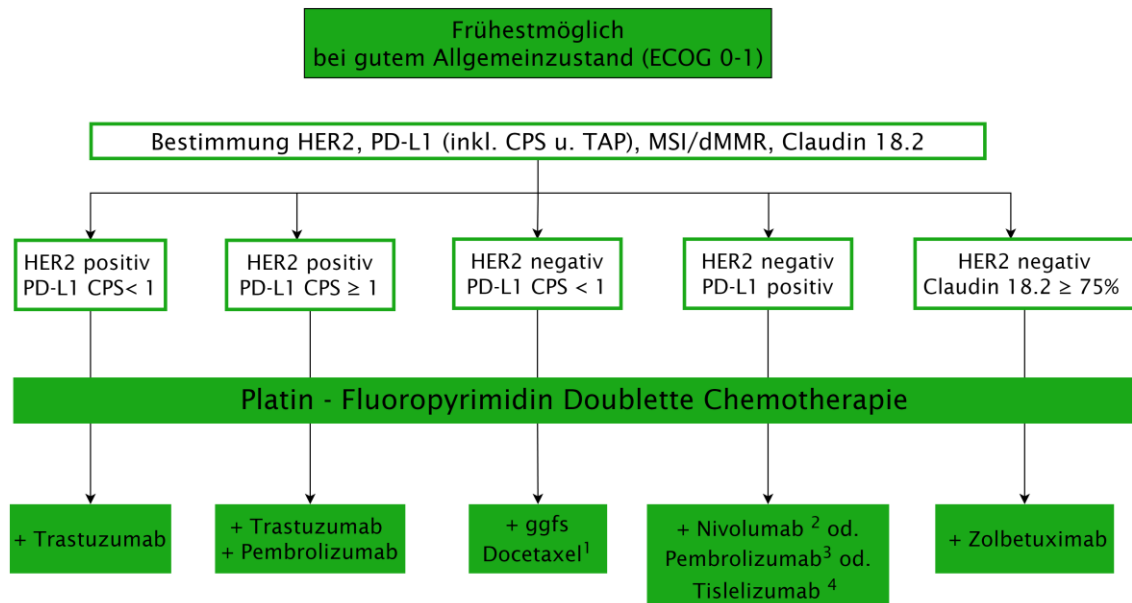 Frühestmöglich
bei gutem Allgemeinzustand (ECOG 0-1)
Bestimmung HER2, PD-L1 (inkl. CPS u. TAP), MSI/dMMR, Claudin 18.2
HER2 positiv
PD-L1 CPS< 1
HER2 positiv
PD-L1 CPS ≥ 1
HER2 negativ
PD-L1 CPS < 1
HER2 negativ
PD-L1 positiv
HER2 negativ
Claudin 18.2 ≥ 75%
Platin - Fluoropyrimidin Doublette Chemotherapie
+ Trastuzumab
+ Trastuzumab
+ Pembrolizumab
+ ggfs
Docetaxel¹
+ Nivolumab ² od.
Pembrolizumab³ od.
Tislelizumab ⁴
+ Zolbetuximab